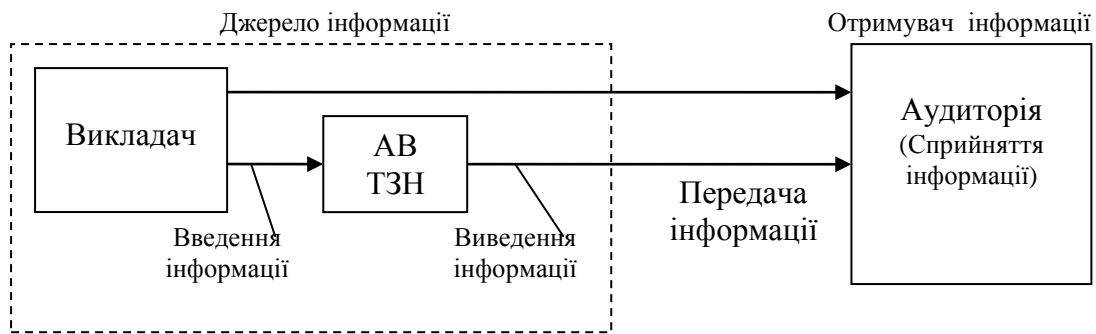 Джерело інформації
Отримувач інформації
Викладач
АВ
ТЗН
Введення
інформації
Виведення
інформації
Передача
інформації
Аудиторія
(Сприйняття
інформації)